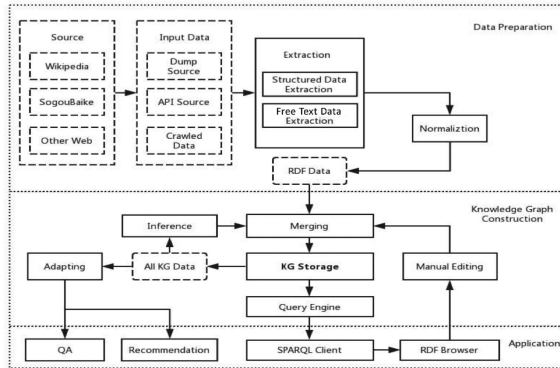 Data Preparation
Source
Wikipedia
SogouBaike
Other Web
Input Data
Dump
Source
API Source
Crawled
Data
Extraction
Structured Data
Extraction
Free Text Data
Extraction
Normaliztion
RDF Data
Knowledge Graph
Construction
Inference
Merging
Adapting
All KG Data
KG Storage
Manual Editing
Query Engine
Application
QA
Recommendation
SPARQL Client
RDF Browser